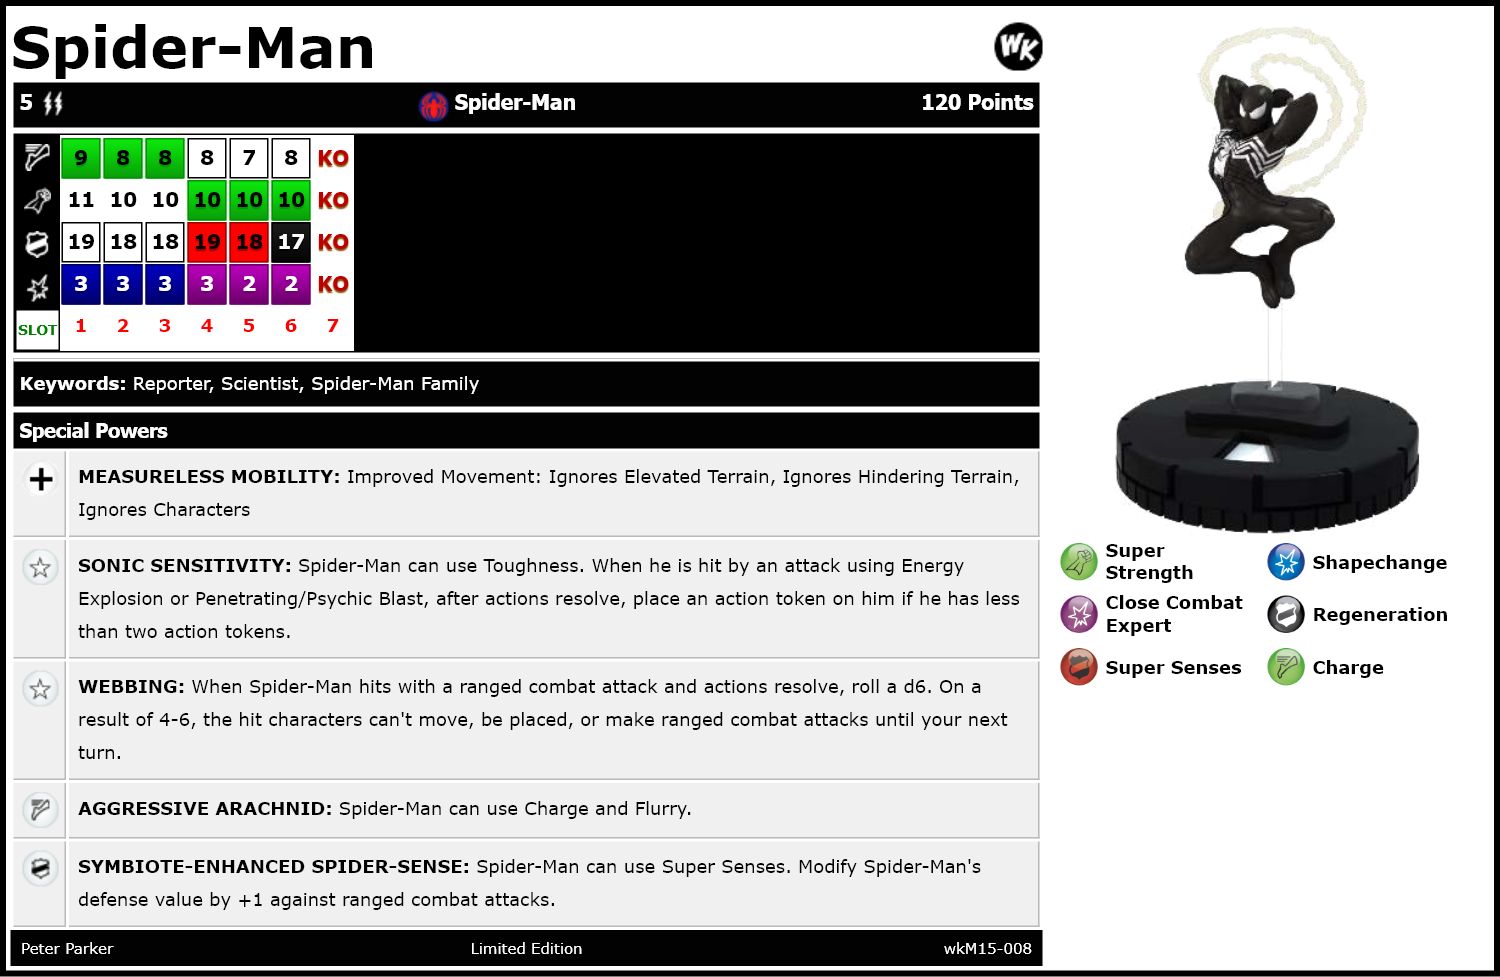 Spider-Man
WK
5 Spider-Man 120 Points
9 8 8 8 7 8 KO
11 10 10 10 10 10 KO
19 18 18 19 18 17 KO
3 3 3 3 2 2 KO
SLOT 1 2 3 4 5 6 7
Keywords: Reporter, Scientist, Spider-Man Family
Special Powers
MEASURELESS MOBILITY: Improved Movement: Ignores Elevated Terrain, Ignores Hindering Terrain,
Ignores Characters
SONIC SENSITIVITY: Spider-Man can use Toughness. When he is hit by an attack using Energy
Explosion or Penetrating/Psychic Blast, after actions resolve, place an action token on him if he has less
than two action tokens.
WEBBING: When Spider-Man hits with a ranged combat attack and actions resolve, roll a d6. On a
result of 4-6, the hit characters can't move, be placed, or make ranged combat attacks until your next
turn.
AGGRESSIVE ARACHNID: Spider-Man can use Charge and Flurry.
SYMBIOTE-ENHANCED SPIDER-SENSE: Spider-Man can use Super Senses. Modify Spider-Man's
defense value by +1 against ranged combat attacks.
Peter Parker Limited Edition wkM15-008
Super
Strength
Shapechange
Close Combat
Expert
Regeneration
Super Senses
Charge